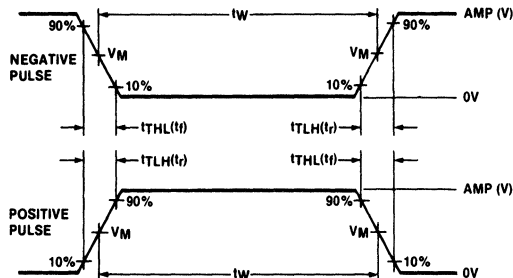 tW
AMP (V)
90% 90%
NEGATIVE
PULSE
VM VM
10% 10%
0V
tTHL(tf) tTLH(tr)
tTLH(tr) tTHL(tf)
AMP (V)
90% 90%
POSITIVE
PULSE
VM VM
10% 10%
0V
tW